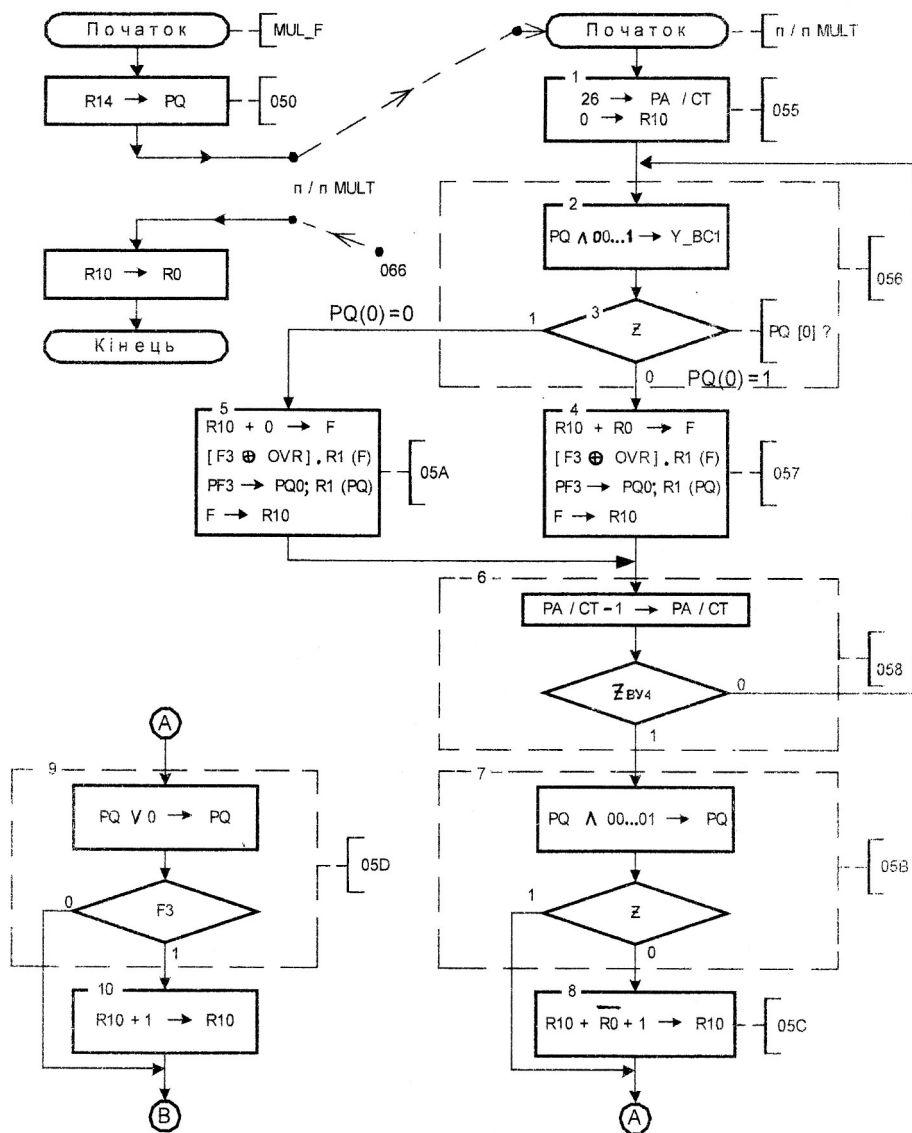 Початок
MUL_F
R14 → PQ
050
п / п MULT
R10 → R0
066
Кінець
Початок
п / п MULT
1
26 → PA / CT
0 → R10
055
2
PQ ∧ 00...1 → Y_BC1
056
3
Z
PQ [0] ?
1
PQ(0)=0
0
PQ(0)=1
5
R10 + 0 → F
[ F3 ⊕ OVR ] . R1 (F)
PF3 → PQ0; R1 (PQ)
F → R10
05A
4
R10 + R0 → F
[ F3 ⊕ OVR ] . R1 (F)
PF3 → PQ0; R1 (PQ)
F → R10
057
6
PA / CT – 1 → PA / CT
Z ВУ4
0
1
058
7
PQ ∧ 00...01 → PQ
Z
1
0
05B
8
R10 + R̅0̅ + 1 → R10
05C
A
A
9
PQ ∨ 0 → PQ
F3
0
1
05D
10
R10 + 1 → R10
B